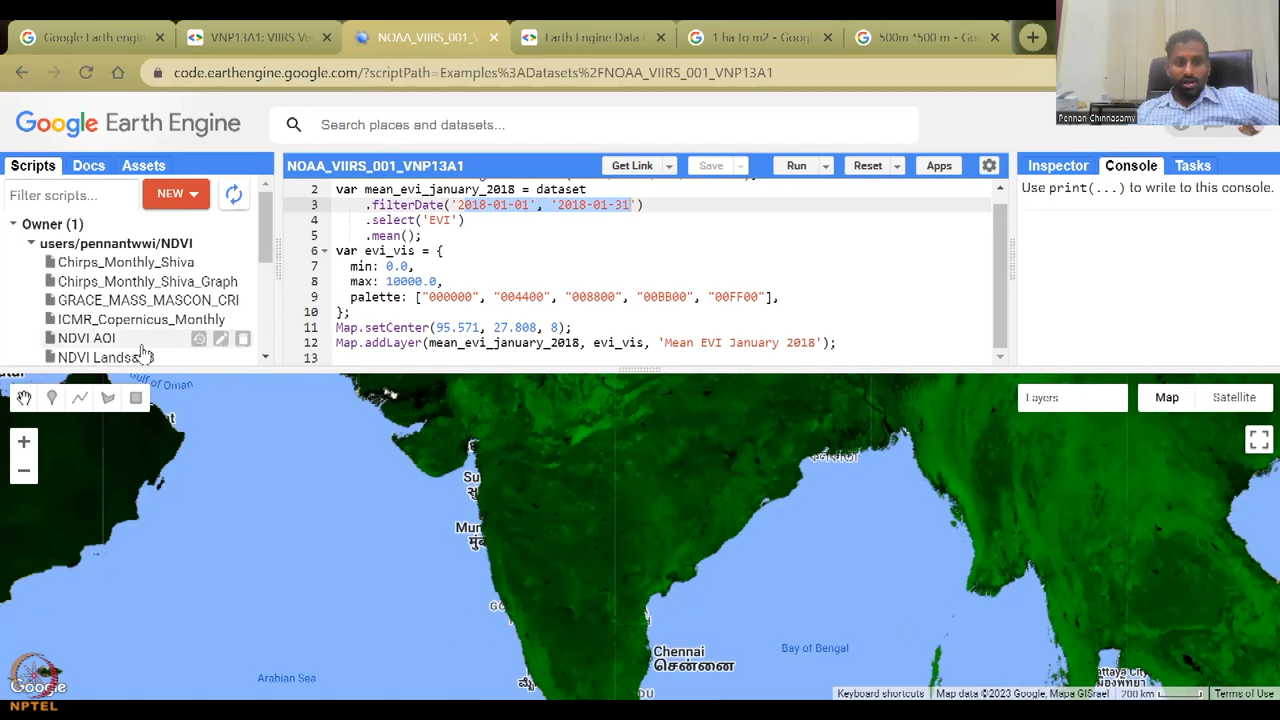 Google Earth engin
VNP13A1: VIIRS Ve
NOAA_VIIRS_001_
Earth Engine Data
1 ha to m2 - Goog
500m *500 m - Goo
code.earthengine.google.com/?scriptPath=Examples%3ADatasets%2FNOAA_VIIRS_001_VNP13A1
Pennan Chinnasamy
Google Earth Engine
Search places and datasets...
Scripts Docs Assets
NOAA_VIIRS_001_VNP13A1
Get Link Save Run Reset Apps
Inspector Console Tasks
Filter scripts...
NEW
Owner (1)
users/pennantwwi/NDVI
Chirps_Monthly_Shiva
Chirps_Monthly_Shiva_Graph
GRACE_MASS_MASCON_CRI
ICMR_Copernicus_Monthly
NDVI AOI
NDVI Landsa 8
2 var mean_evi_january_2018 = dataset
3 .filterDate('2018-01-01', '2018-01-31')
4 .select('EVI')
5 .mean();
6 var evi_vis = {
7 min: 0.0,
8 max: 10000.0,
9 palette: ["000000", "004400", "008800", "00BB00", "00FF00"],
10 };
11 Map.setCenter(95.571, 27.808, 8);
12 Map.addLayer(mean_evi_january_2018, evi_vis, 'Mean EVI January 2018');
13
Use print(...) to write to this console.
Gulf of Oman
Layers
Map Satellite
Su
Mum
मुंब
Chennai
சென்னை
Bay of Bengal
Arabian Sea
Google
NPTEL
Keyboard shortcuts
Map data ©2023 Google, Mapa GISrael
200 km
Terms of Use